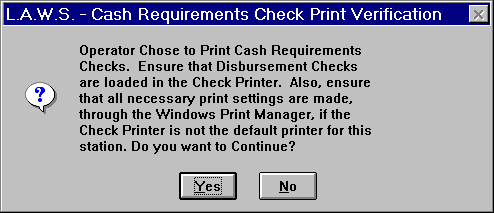 L.A.W.S. - Cash Requirements Check Print Verification
Operator Chose to Print Cash Requirements
Checks. Ensure that Disbursement Checks
are loaded in the Check Printer. Also, ensure
that all necessary print settings are made,
through the Windows Print Manager, if the
Check Printer is not the default printer for this
station. Do you want to Continue?
Yes
No